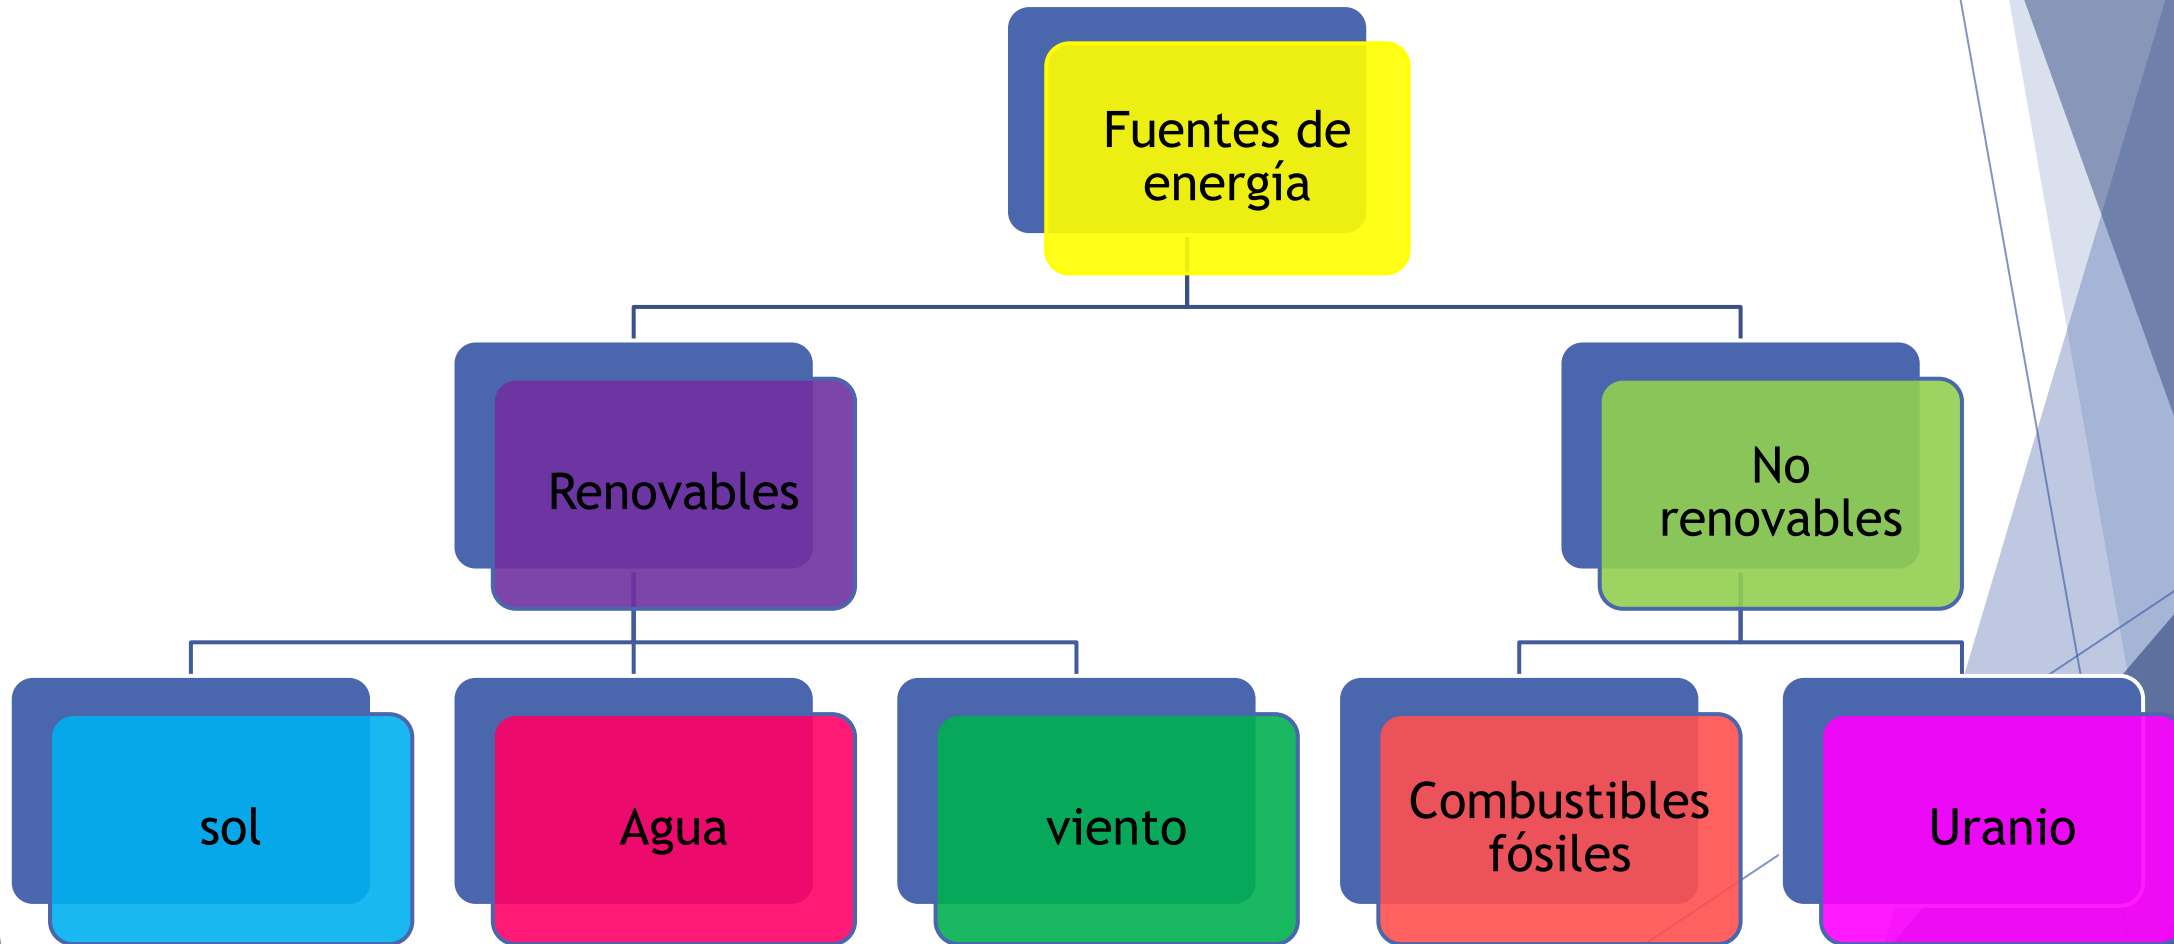 Fuentes de
energía
Renovables
No
renovables
sol
Agua
viento
Combustibles
fósiles
Uranio